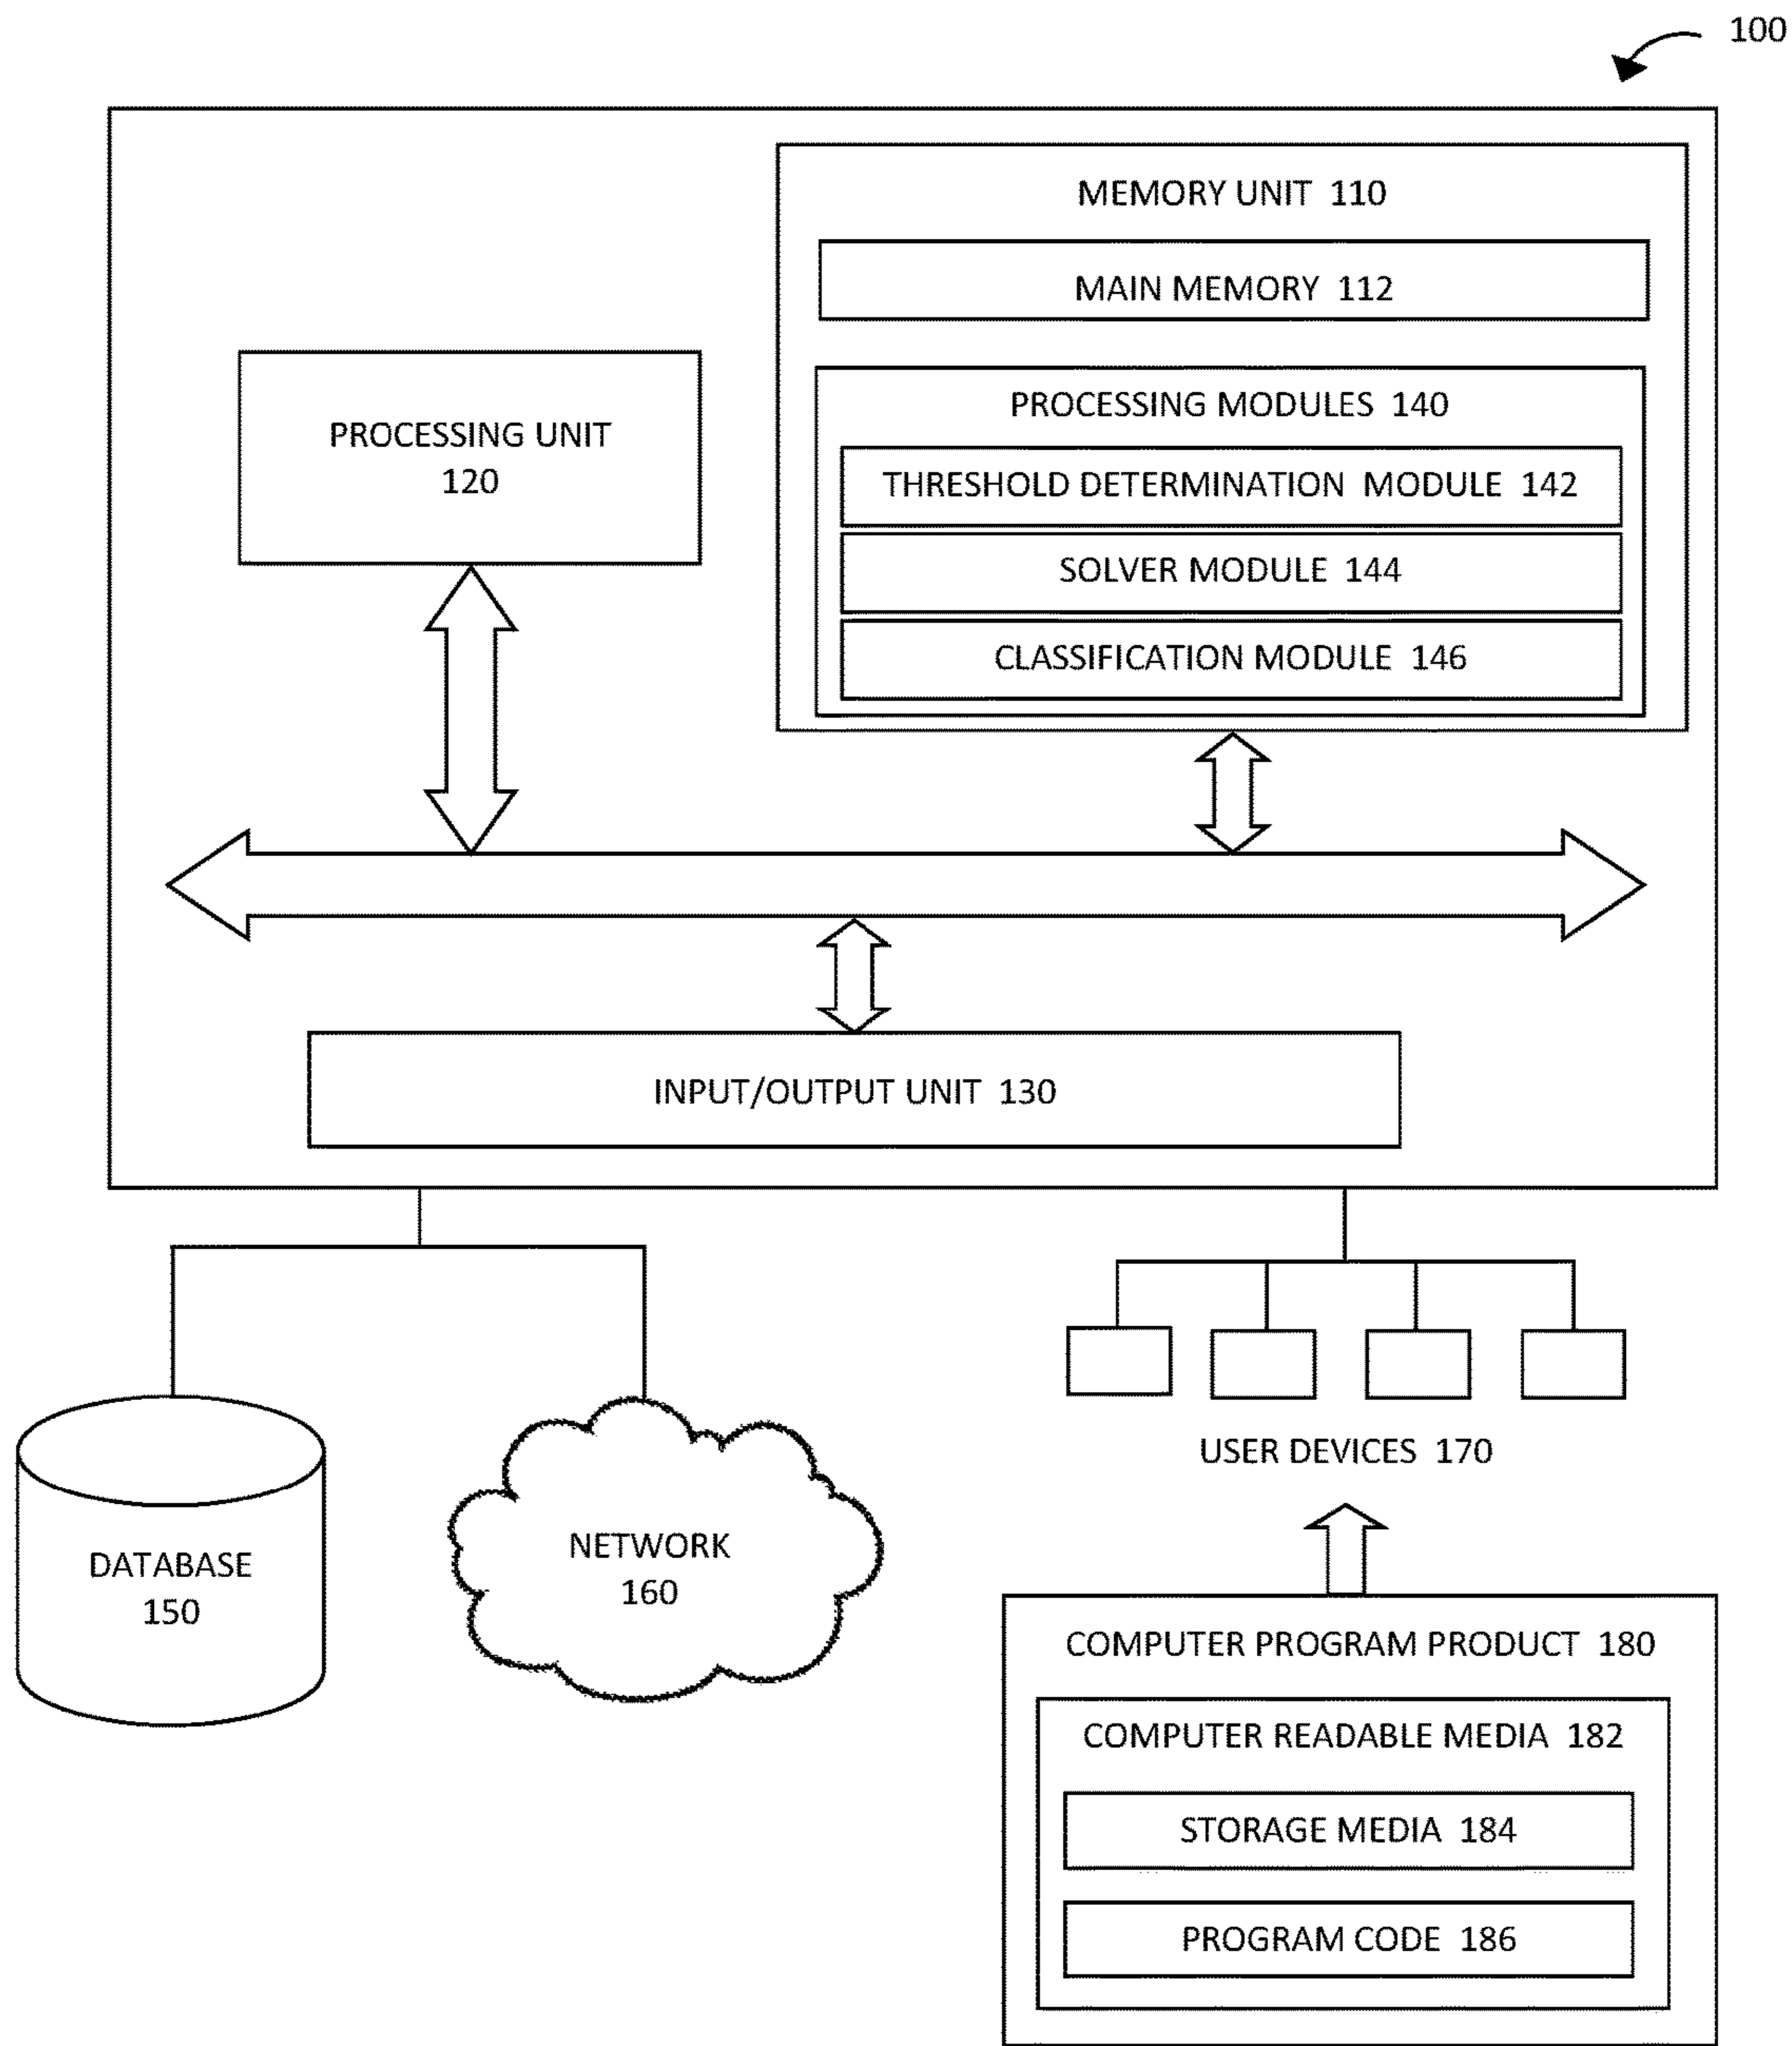 100
MEMORY UNIT 110
MAIN MEMORY 112
PROCESSING UNIT
120
PROCESSING MODULES 140
THRESHOLD DETERMINATION MODULE 142
SOLVER MODULE 144
CLASSIFICATION MODULE 146
INPUT/OUTPUT UNIT 130
DATABASE
150
NETWORK
160
USER DEVICES 170
COMPUTER PROGRAM PRODUCT 180
COMPUTER READABLE MEDIA 182
STORAGE MEDIA 184
PROGRAM CODE 186